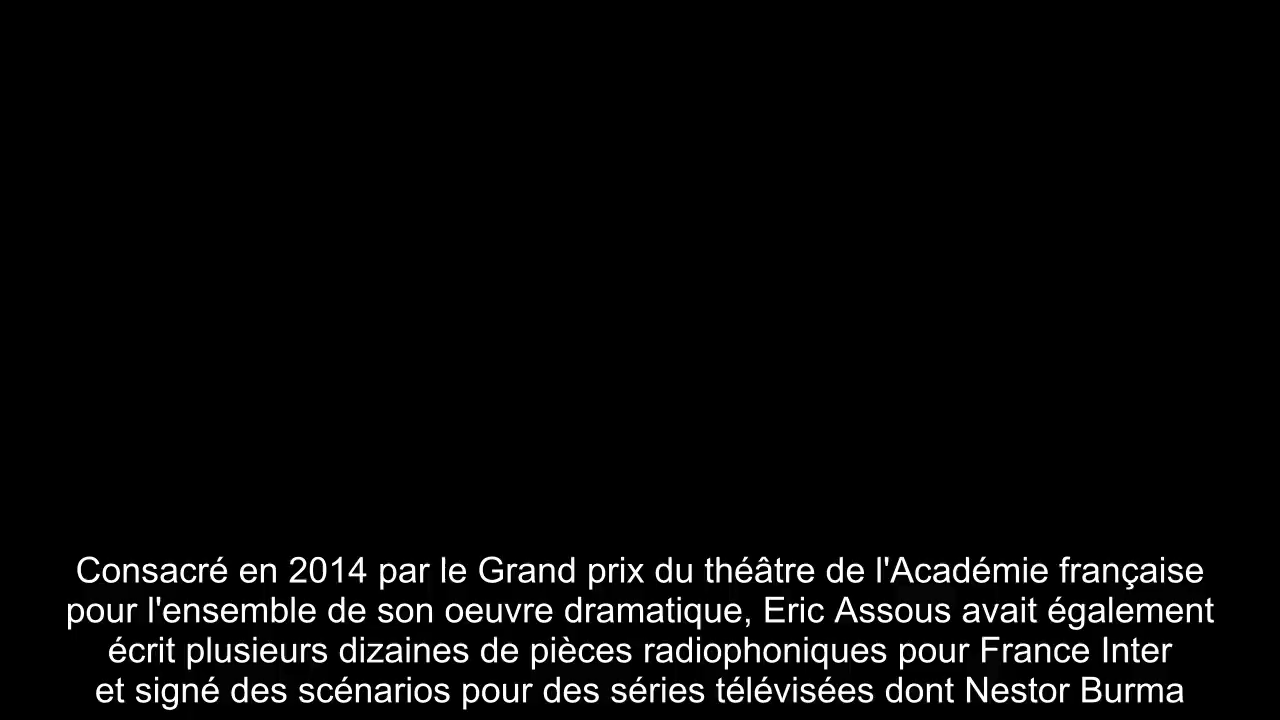 Consacré en 2014 par le Grand prix du théâtre de l'Académie française
pour l'ensemble de son oeuvre dramatique, Eric Assous avait également
écrit plusieurs dizaines de pièces radiophoniques pour France Inter
et signé des scénarios pour des séries télévisées dont Nestor Burma